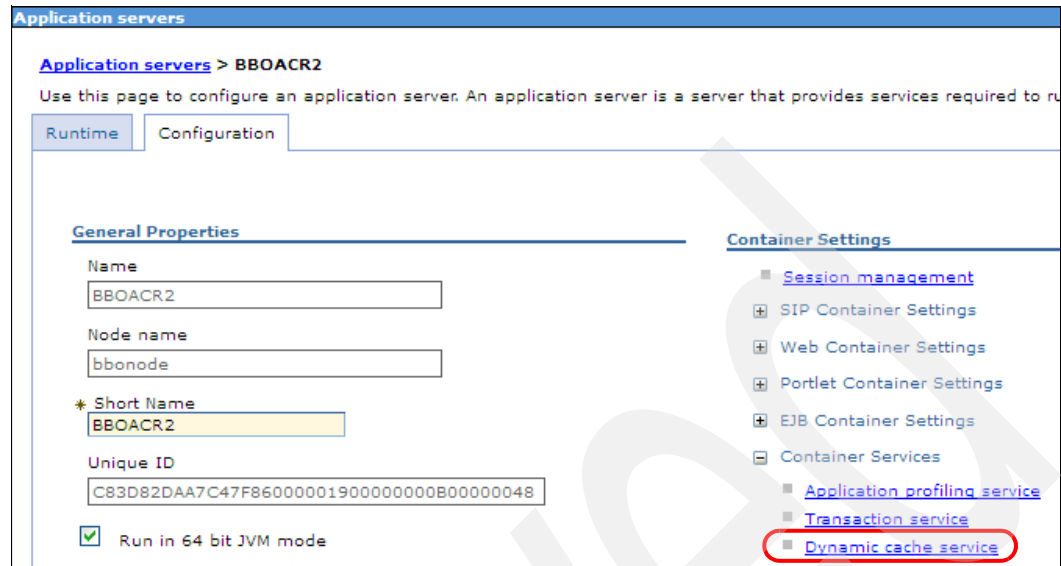 Application servers
Application servers > BBOACR2
Use this page to configure an application server. An application server is a server that provides services required to
Runtime
Configuration
General Properties
Name
BBOACR2
Node name
bbonode
* Short Name
BBOACR2
Unique ID
C83D82DAA7C47F86000001900000000B00000048
Run in 64 bit JVM mode
Container Settings
Session management
SIP Container Settings
Web Container Settings
Portlet Container Settings
EJB Container Settings
Container Services
Application profiling service
Transaction service
Dynamic cache service